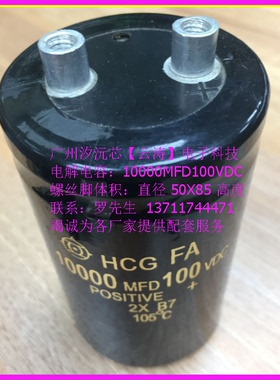 广州汐沅芯【云涛】电子科技
电解电容：10000MFD100VDC
螺丝脚体积：直径 50X85 高度
联系：罗先生 13711744471
竭诚为各厂家提供配套服务
HCG FA
10000 MFD 100 VDC
POSITIVE +
2X B7
105℃